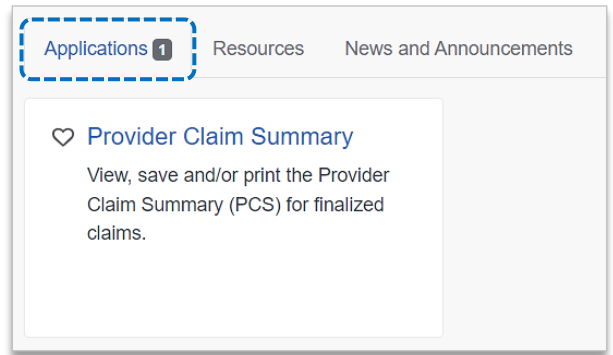 Applications 1 Resources News and Announcements
Provider Claim Summary
View, save and/or print the Provider
Claim Summary (PCS) for finalized
claims.